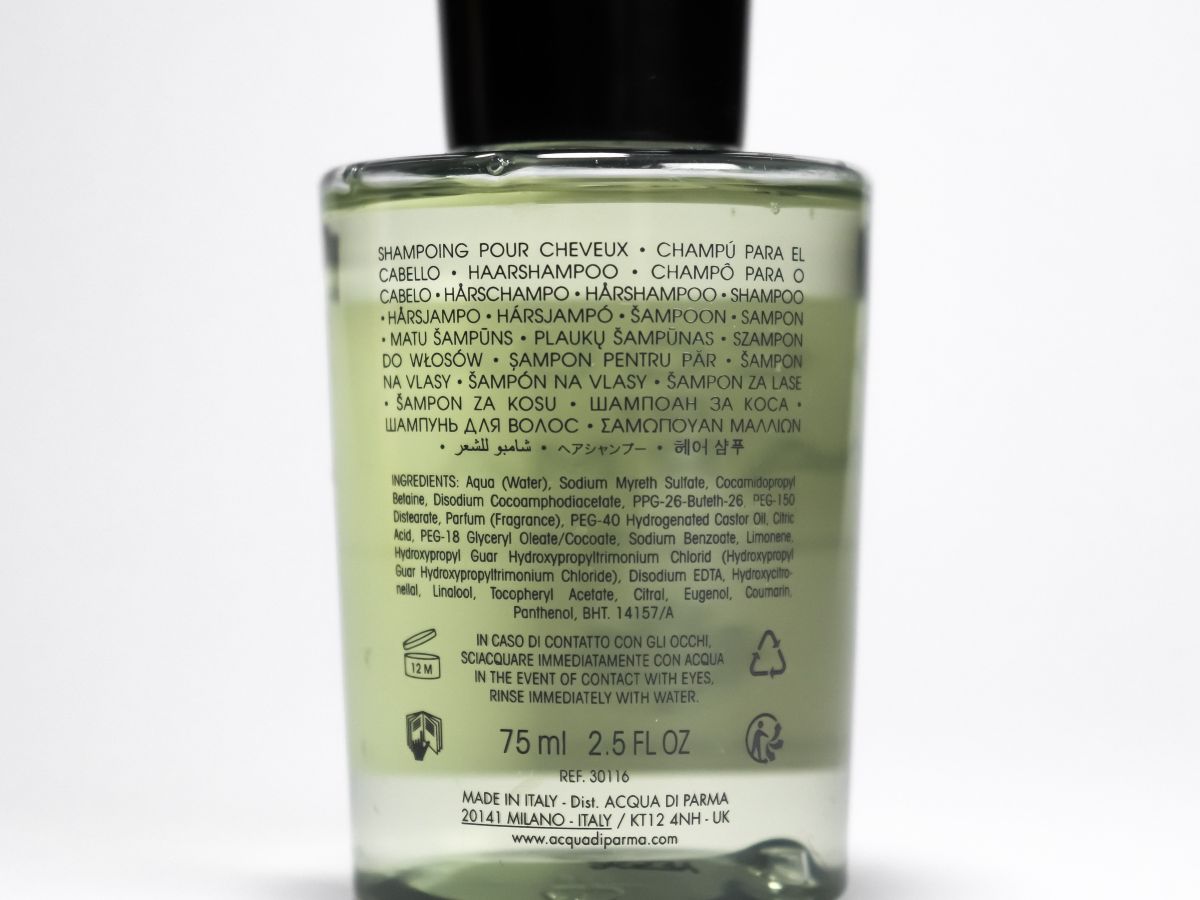 SHAMPOING POUR CHEVEUX • CHAMPÚ PARA EL
CABELLO • HAARSHAMPOO • CHAMPÔ PARA O
CABELO • HÅRSCHAMPO • HÅRSHAMPOO • SHAMPOO
• HÅRSJAMPO • HÁRSJAMPÓ • ŠAMPOON • SAMPON
• MATU ŠAMPŪNS • PLAUKŲ ŠAMPŪNAS • SZAMPON
DO WŁOSÓW • ŞAMPON PENTRU PĂR • ŠAMPON
NA VLASY • ŠAMPÓN NA VLASY • ŠAMPON ZA LASE
• ŠAMPON ZA KOSU • ШАМПОАН ЗА КОСА •
ШАМПУНЬ ДЛЯ ВОЛОС • ΣΑΜΩΠΟΥΑΝ ΜΑΛΛΙΩΝ
• شامبو للشعر • ヘアシャンプー • 헤어 샴푸
INGREDIENTS: Aqua (Water), Sodium Myreth Sulfate, Cocamidopropyl
Betaine, Disodium Cocoamphodiacetate, PPG-26-Buteth-26, PEG-150
Distearate, Parfum (Fragrance), PEG-40 Hydrogenated Castor Oil, Citric
Acid, PEG-18 Glyceryl Oleate/Cocoate, Sodium Benzoate, Limonene,
Hydroxypropyl Guar Hydroxypropyltrimonium Chlorid (Hydroxypropyl
Guar Hydroxypropyltrimonium Chloride), Disodium EDTA, Hydroxycitro-
nellal, Linalool, Tocopheryl Acetate, Citral, Eugenol, Coumarin,
Panthenol, BHT. 14157/A
IN CASO DI CONTATTO CON GLI OCCHI,
SCIACQUARE IMMEDIATAMENTE CON ACQUA
IN THE EVENT OF CONTACT WITH EYES,
RINSE IMMEDIATELY WITH WATER.
12 M
75 ml 2.5 FL OZ
REF. 30116
MADE IN ITALY - Dist. ACQUA DI PARMA
20141 MILANO - ITALY / KT12 4NH - UK
www.acquadiparma.com